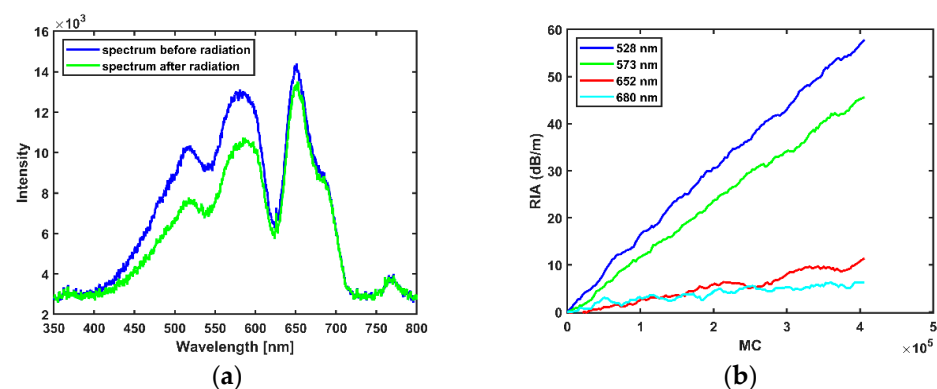 ×10³
16
14
12
10
8
6
4
2
Intensity
spectrum before radiation
spectrum after radiation
350 400 450 500 550 600 650 700 750 800
Wavelength [nm]
(a)
60
50
40
30
20
10
0
RIA (dB/m)
528 nm
573 nm
652 nm
680 nm
0 1 2 3 4 5
MC
×10⁵
(b)